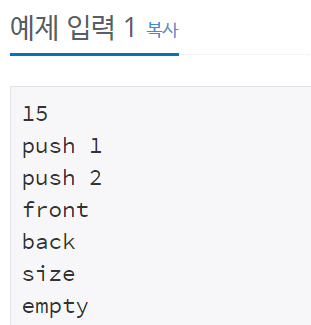 예제 입력 1 복사
15
push 1
push 2
front
back
size
empty